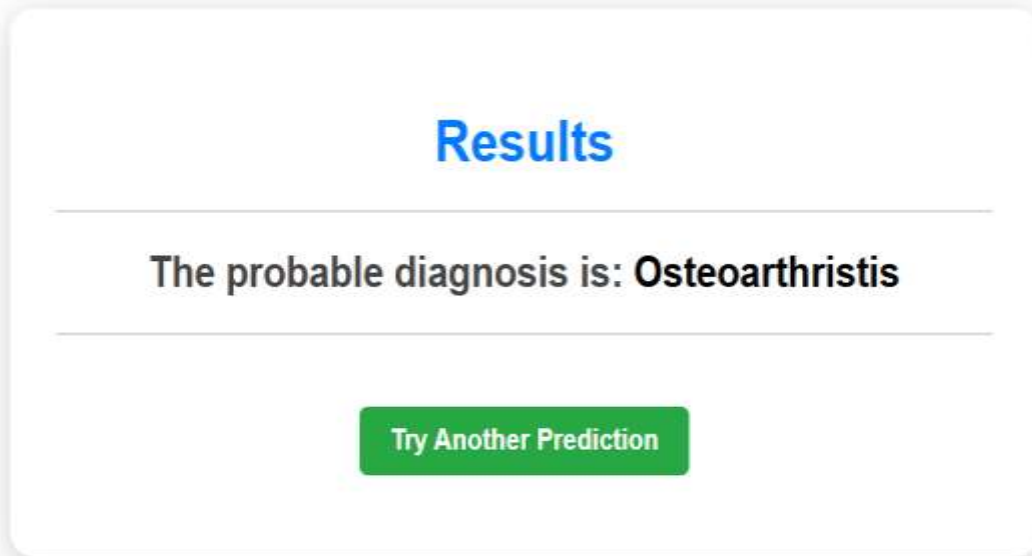 Results
The probable diagnosis is: Osteoarthristis
Try Another Prediction